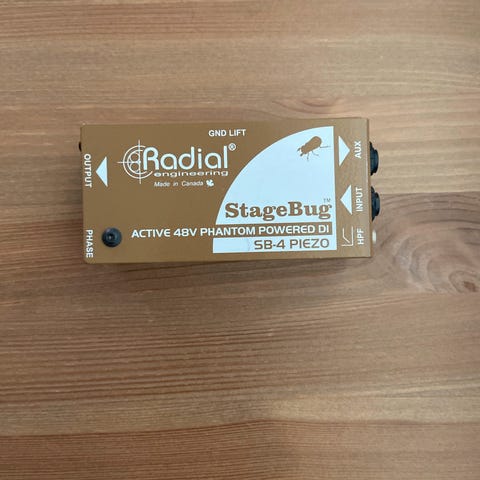 GND LIFT
Radial®
engineering
Made in Canada
OUTPUT
PHASE
StageBug™
ACTIVE 48V PHANTOM POWERED DI
SB-4 PIEZO
AUX
INPUT
HPF